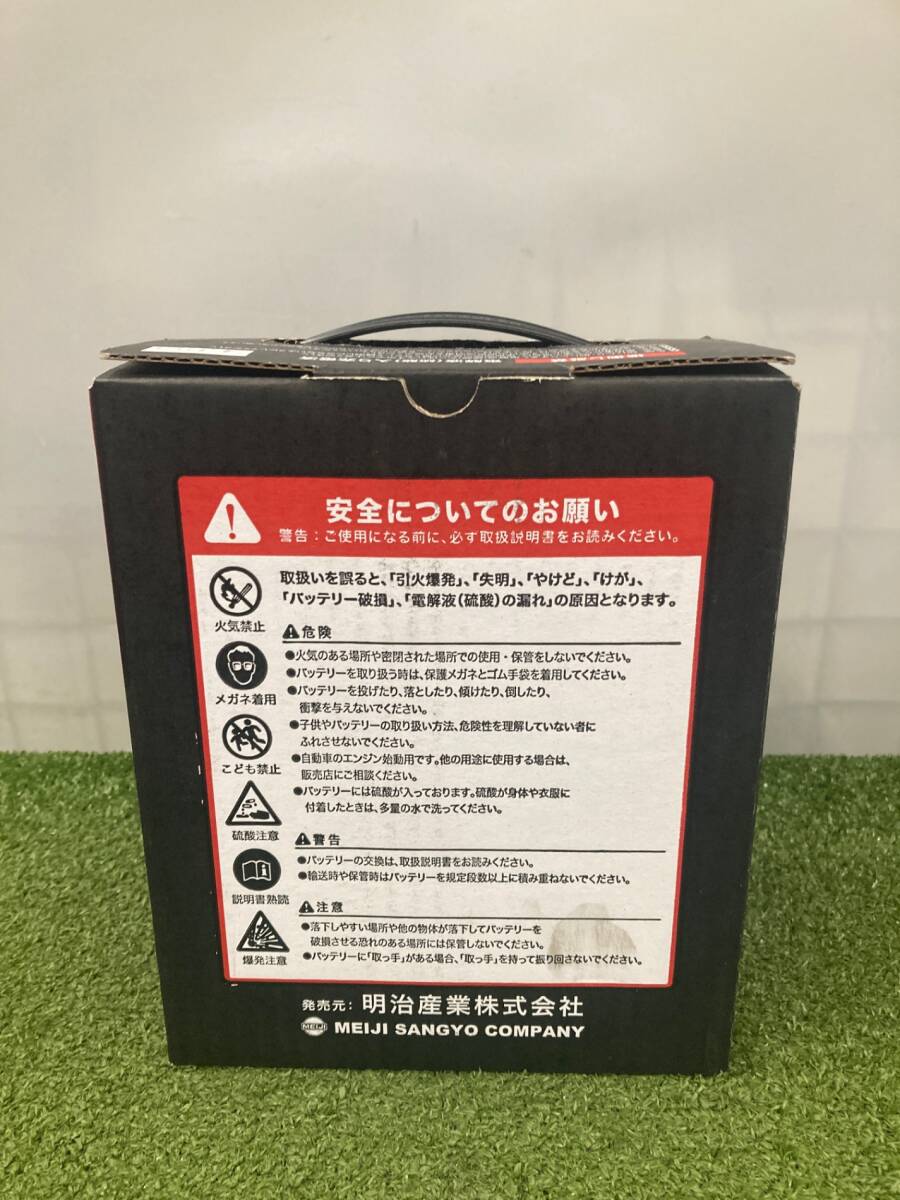 安全についてのお願い
警告：ご使用になる前に、必ず取扱説明書をお読みください。
取扱いを誤ると、「引火爆発」、「失明」、「やけど」、「けが」、
「バッテリー破損」、「電解液（硫酸）の漏れ」の原因となります。
火気禁止
メガネ着用
こども禁止
硫酸注意
説明書熟読
爆発注意
危険
●火気のある場所や密閉された場所での使用・保管をしないでください。
●バッテリーを取り扱う時は、保護メガネとゴム手袋を着用してください。
●バッテリーを投げたり、落としたり、傾けたり、倒したり、
衝撃を与えないでください。
●子供やバッテリーの取り扱い方法、危険性を理解していない者に
ふれさせないでください。
●自動車のエンジン始動用です。他の用途に使用する場合は、
販売店にご相談ください。
●バッテリーには硫酸が入っております。硫酸が身体や衣服に
付着したときは、多量の水で洗ってください。
警告
●バッテリーの交換は、取扱説明書をお読みください。
●輸送時や保管時はバッテリーを規定段数以上に積み重ねないでください。
注意
●落下しやすい場所や他の物体が落下してバッテリーを
破損させる恐れのある場所には保管しないでください。
●バッテリーに「取っ手」がある場合、「取っ手」を持って振り回さないでください。
発売元：明治産業株式会社
MEIJI MEIJI SANGYO COMPANY